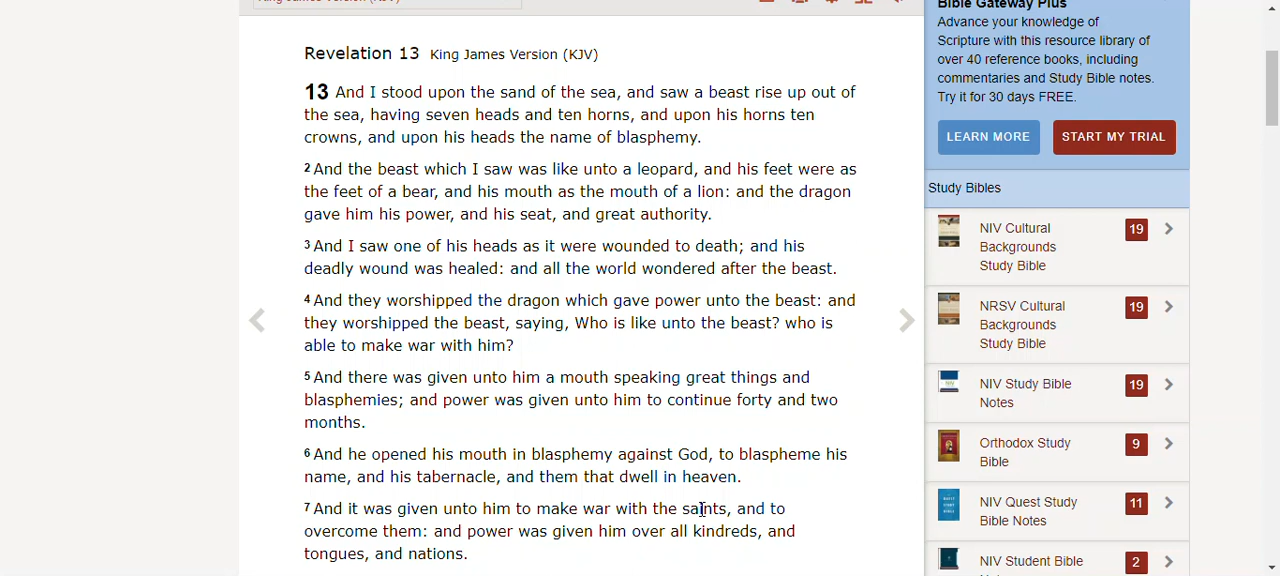 Revelation 13 King James Version (KJV)
13 And I stood upon the sand of the sea, and saw a beast rise up out of
the sea, having seven heads and ten horns, and upon his horns ten
crowns, and upon his heads the name of blasphemy.
2 And the beast which I saw was like unto a leopard, and his feet were as
the feet of a bear, and his mouth as the mouth of a lion: and the dragon
gave him his power, and his seat, and great authority.
3 And I saw one of his heads as it were wounded to death; and his
deadly wound was healed: and all the world wondered after the beast.
4 And they worshipped the dragon which gave power unto the beast: and
they worshipped the beast, saying, Who is like unto the beast? who is
able to make war with him?
5 And there was given unto him a mouth speaking great things and
blasphemies; and power was given unto him to continue forty and two
months.
6 And he opened his mouth in blasphemy against God, to blaspheme his
name, and his tabernacle, and them that dwell in heaven.
7 And it was given unto him to make war with the saints, and to
overcome them: and power was given him over all kindreds, and
tongues, and nations.
Bible Gateway Plus
Advance your knowledge of
Scripture with this resource library of
over 40 reference books, including
commentaries and Study Bible notes.
Try it for 30 days FREE.
LEARN MORE START MY TRIAL
Study Bibles
NIV Cultural
Backgrounds
Study Bible
19
NRSV Cultural
Backgrounds
Study Bible
19
NIV Study Bible
Notes
19
Orthodox Study
Bible
9
NIV Quest Study
Bible Notes
11
NIV Student Bible
2